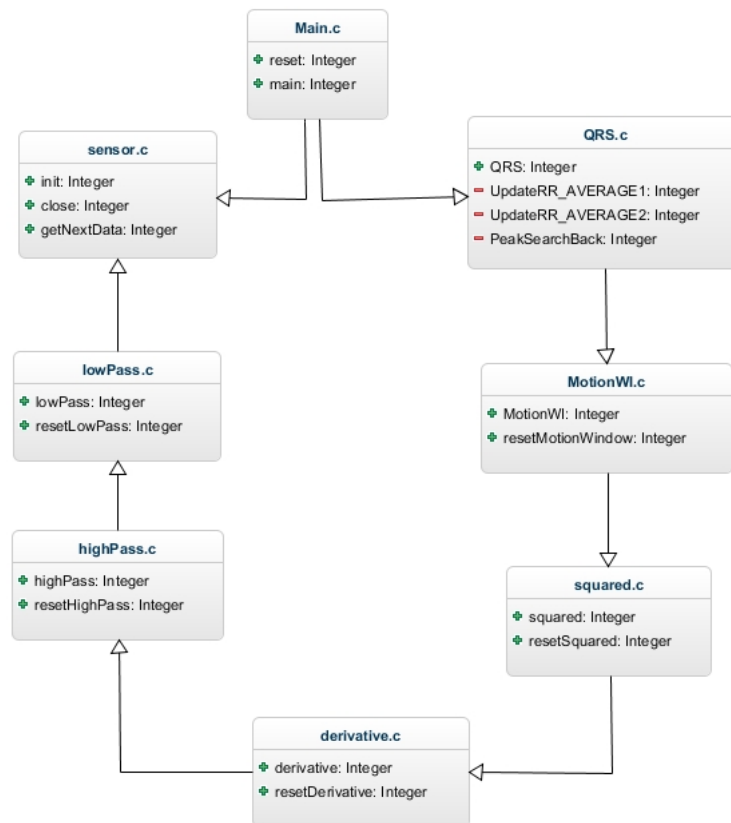 Main.c
reset: Integer
main: Integer
sensor.c
init: Integer
close: Integer
getNextData: Integer
QRS.c
QRS: Integer
UpdateRR_AVERAGE1: Integer
UpdateRR_AVERAGE2: Integer
PeakSearchBack: Integer
lowPass.c
lowPass: Integer
resetLowPass: Integer
MotionWI.c
MotionWI: Integer
resetMotionWindow: Integer
highPass.c
highPass: Integer
resetHighPass: Integer
squared.c
squared: Integer
resetSquared: Integer
derivative.c
derivative: Integer
resetDerivative: Integer